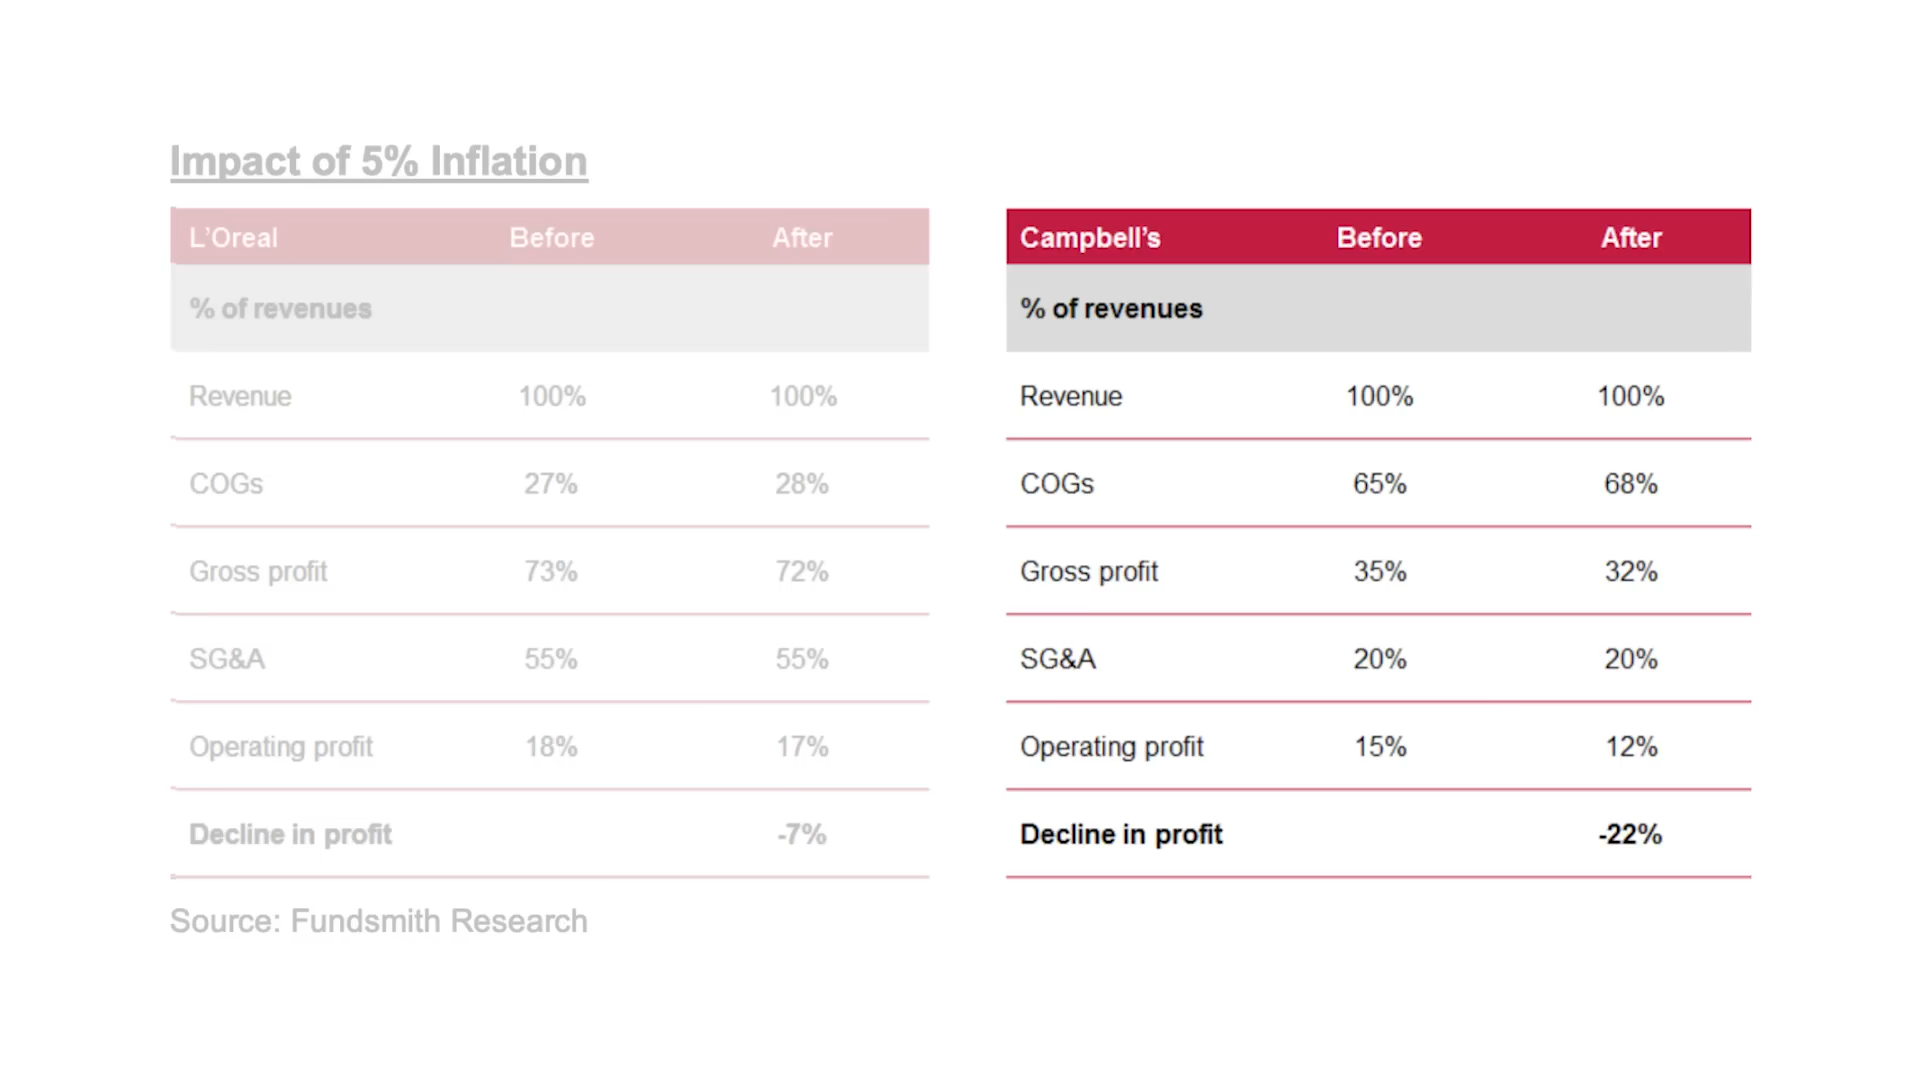 Impact of 5% Inflation
L’Oreal Before After
% of revenues
Revenue 100% 100%
COGs 27% 28%
Gross profit 73% 72%
SG&A 55% 55%
Operating profit 18% 17%
Decline in profit -7%
Campbell’s Before After
% of revenues
Revenue 100% 100%
COGs 65% 68%
Gross profit 35% 32%
SG&A 20% 20%
Operating profit 15% 12%
Decline in profit -22%
Source: Fundsmith Research